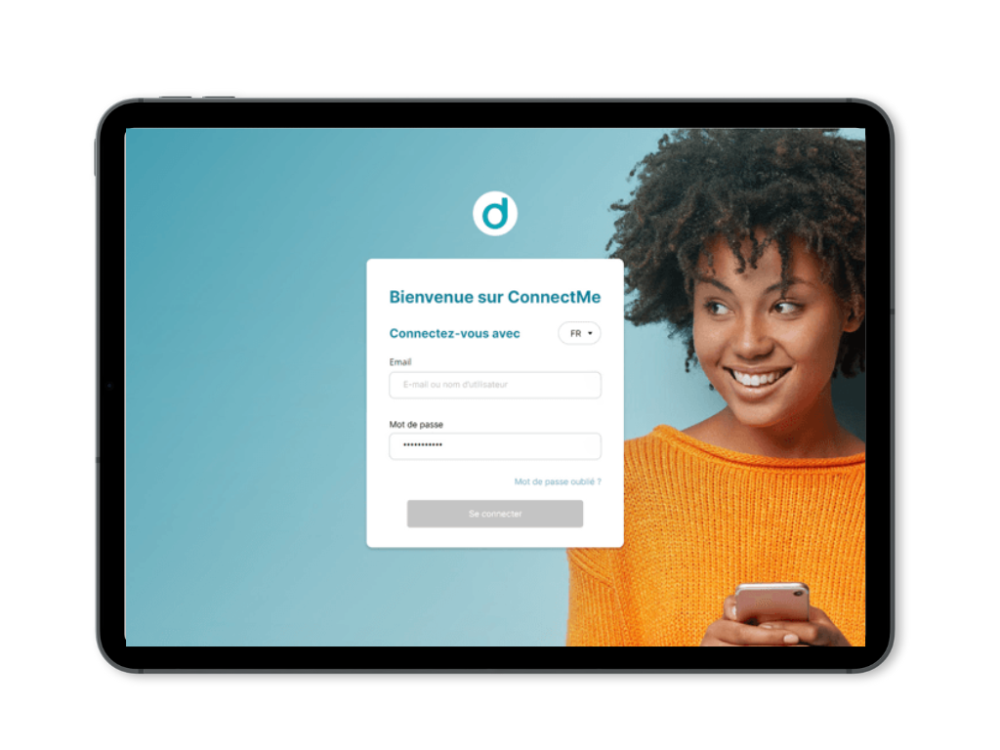 d
Bienvenue sur ConnectMe
Connectez-vous avec
FR
Email
E-mail ou nom d'utilisateur
Mot de passe
•••••••••••
Mot de passe oublié ?
Se connecter